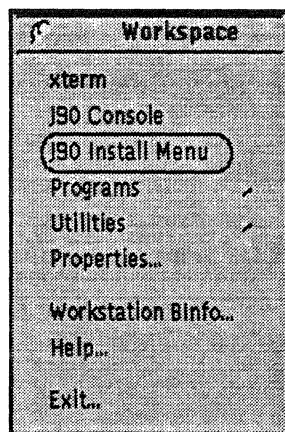 Workspace
xterm
J90 Console
J90 Install Menu
Programs
Utilities
Properties...
Workstation BInfo...
Help...
Exit...